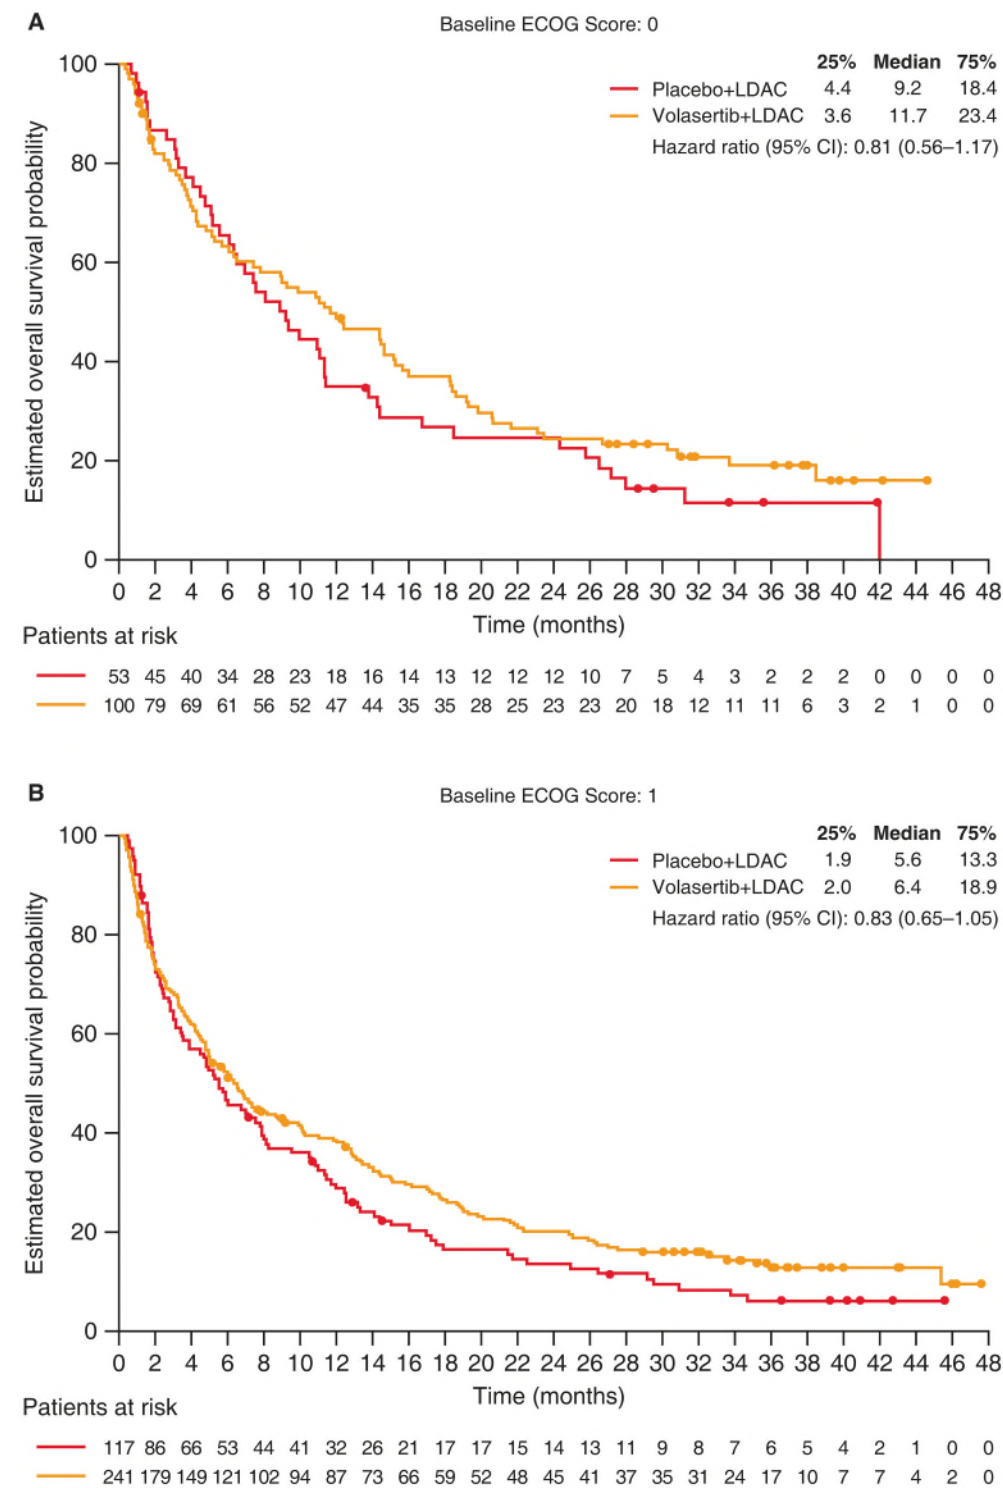 A
Baseline ECOG Score: 0
25% Median 75%
Placebo+LDAC 4.4 9.2 18.4
Volasertib+LDAC 3.6 11.7 23.4
Hazard ratio (95% CI): 0.81 (0.56–1.17)
Estimated overall survival probability
100
80
60
40
20
0
0 2 4 6 8 10 12 14 16 18 20 22 24 26 28 30 32 34 36 38 40 42 44 46 48
Time (months)
Patients at risk
53 45 40 34 28 23 18 16 14 13 12 12 12 10 7 5 4 3 2 2 2 0 0 0 0
100 79 69 61 56 52 47 44 35 35 28 25 23 23 20 18 12 11 11 6 3 2 1 0 0
B
Baseline ECOG Score: 1
25% Median 75%
Placebo+LDAC 1.9 5.6 13.3
Volasertib+LDAC 2.0 6.4 18.9
Hazard ratio (95% CI): 0.83 (0.65–1.05)
Estimated overall survival probability
100
80
60
40
20
0
0 2 4 6 8 10 12 14 16 18 20 22 24 26 28 30 32 34 36 38 40 42 44 46 48
Time (months)
Patients at risk
117 86 66 53 44 41 32 26 21 17 17 15 14 13 11 9 8 7 6 5 4 2 1 0 0
241 179 149 121 102 94 87 73 66 59 52 48 45 41 37 35 31 24 17 10 7 7 4 2 0